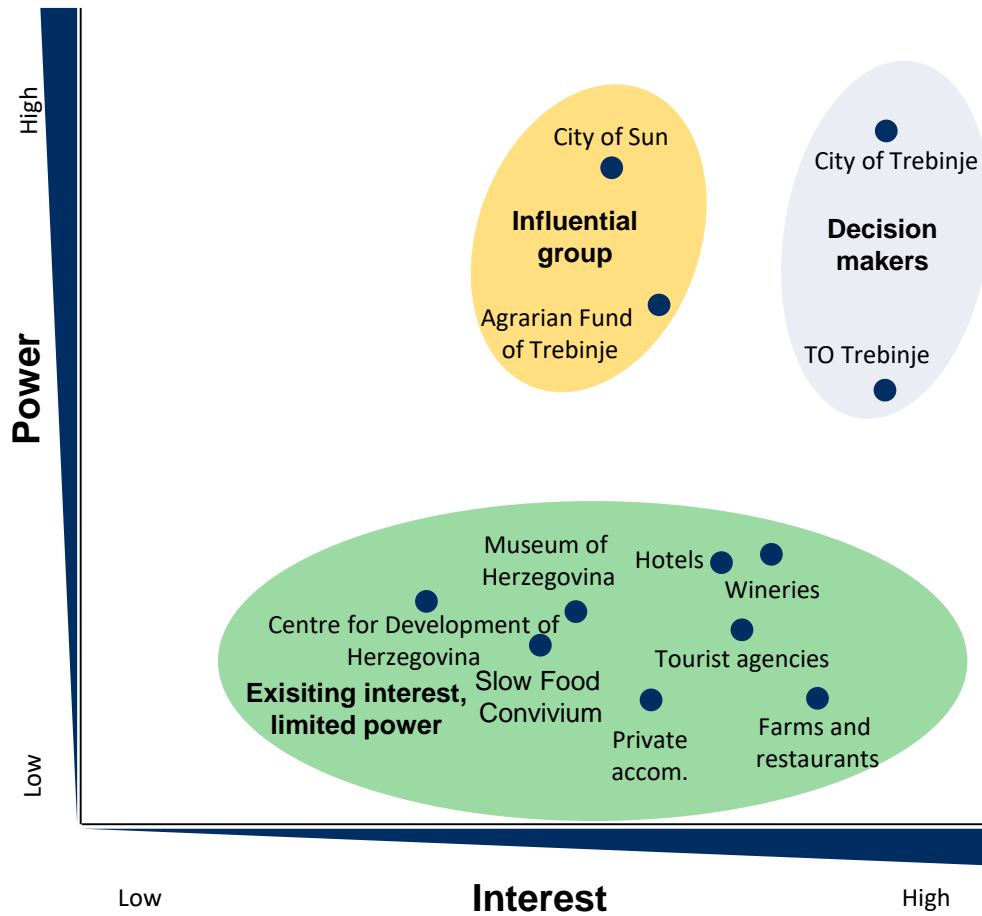 High
Power
Low
City of Sun
Influential
group
Agrarian Fund
of Trebinje
City of Trebinje
Decision
makers
TO Trebinje
Museum of
Herzegovina
Hotels
Wineries
Centre for Development of
Herzegovina
Tourist agencies
Exisiting interest,
limited power
Slow Food
Convivium
Private
accom.
Farms and
restaurants
Low
Interest
High